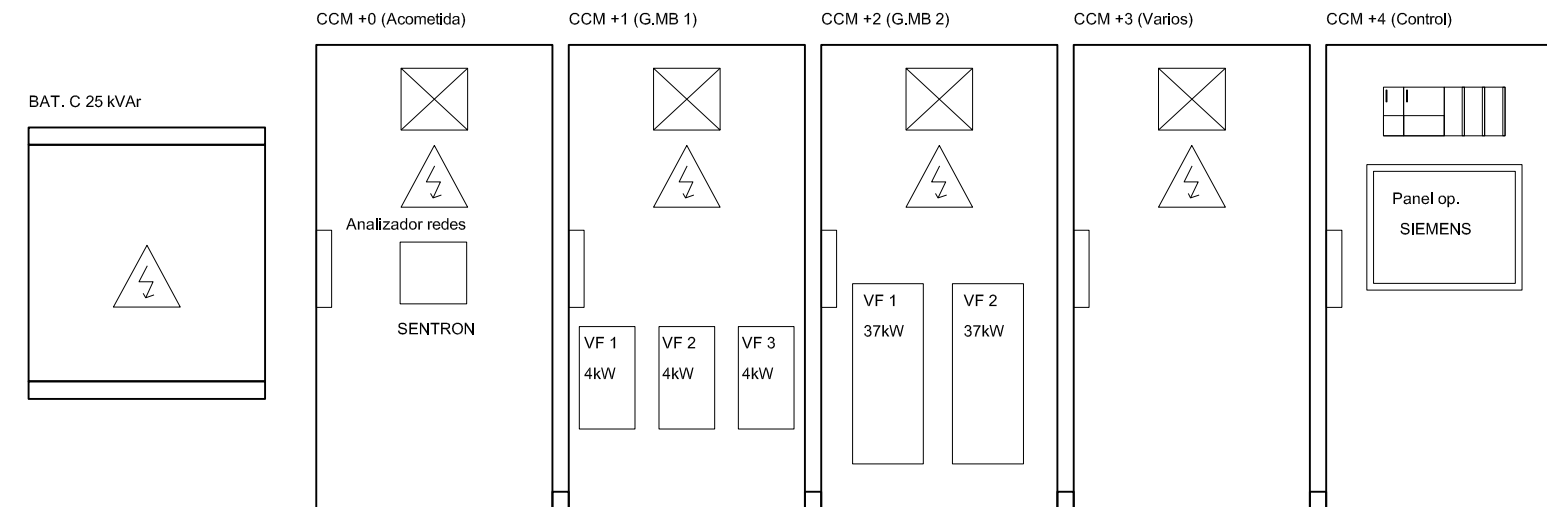 CCM +0 (Acometida)
CCM +1 (G.MB 1)
CCM +2 (G.MB 2)
CCM +3 (Varios)
CCM +4 (Control)
BAT. C 25 kVAr
Analizador redes
SENTRON
VF 1
4kW
VF 2
4kW
VF 3
4kW
VF 1
37kW
VF 2
37kW
Panel op.
SIEMENS